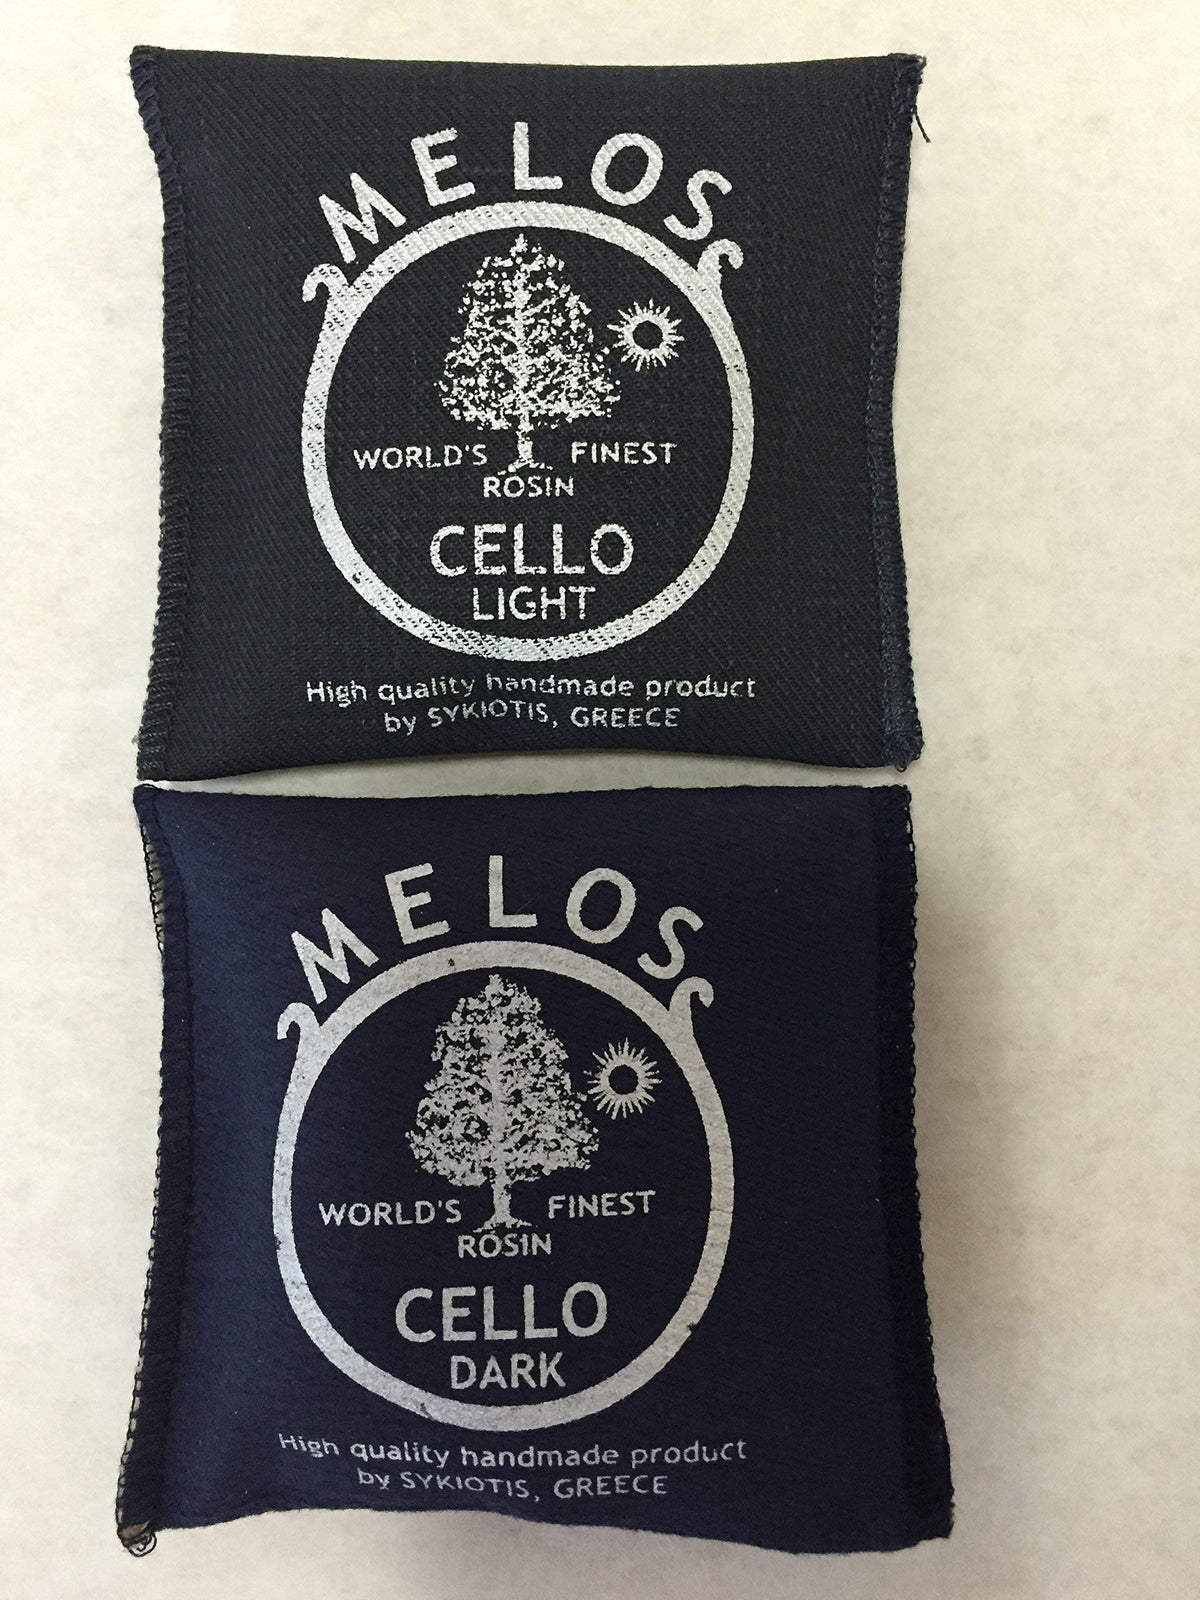 MELOS
WORLD'S FINEST
ROSIN
CELLO
LIGHT
High quality handmade product
by SYKIOTIS, GREECE
MELOS
WORLD'S FINEST
ROSIN
CELLO
DARK
High quality handmade product
by SYKIOTIS, GREECE